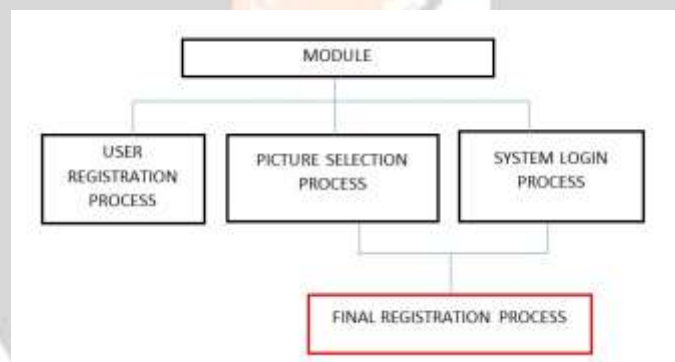 MODULE
USER
REGISTRATION
PROCESS
PICTURE SELECTION
PROCESS
SYSTEM LOGIN
PROCESS
FINAL REGISTRATION PROCESS